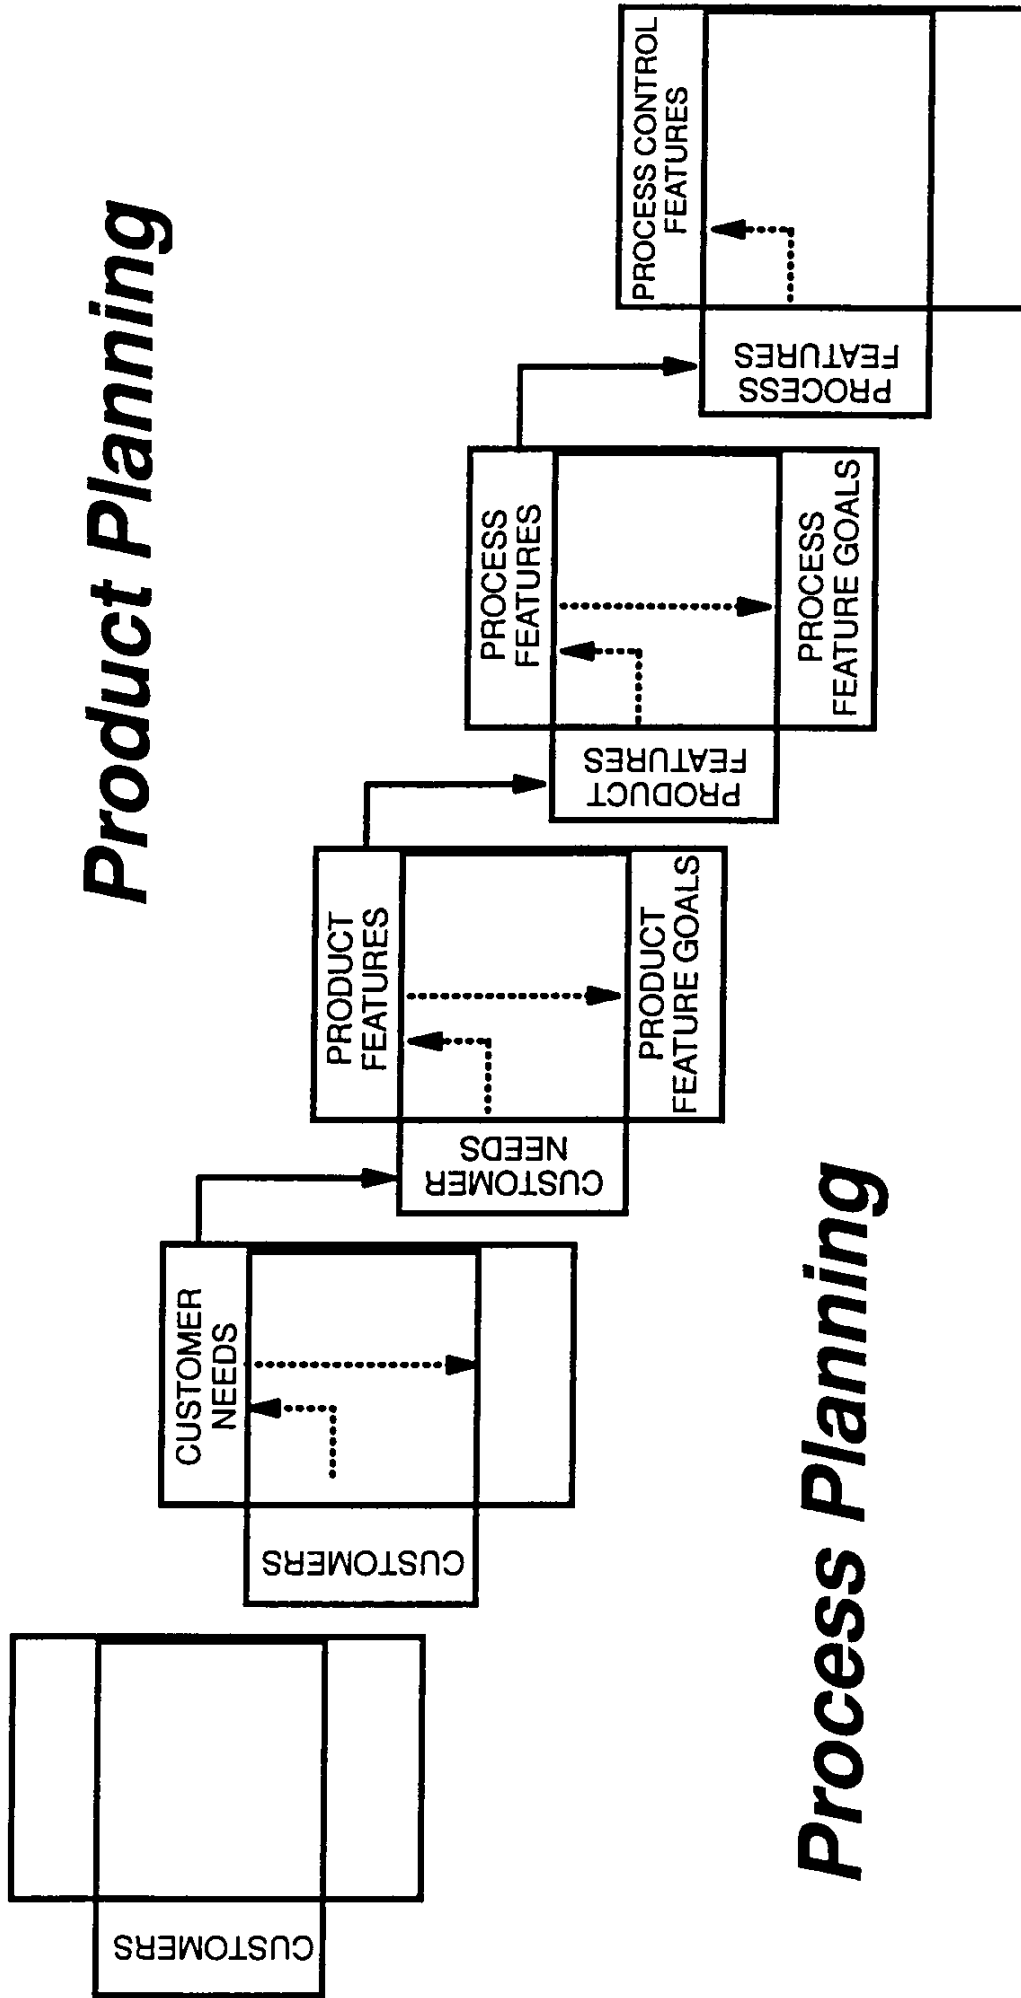 Product Planning
CUSTOMERS
CUSTOMERS
CUSTOMER
NEEDS
CUSTOMER
NEEDS
PRODUCT
FEATURES
PRODUCT
FEATURE GOALS
PRODUCT
FEATURES
PROCESS
FEATURES
PROCESS
FEATURE GOALS
PROCESS
FEATURES
PROCESS CONTROL
FEATURES
Process Planning